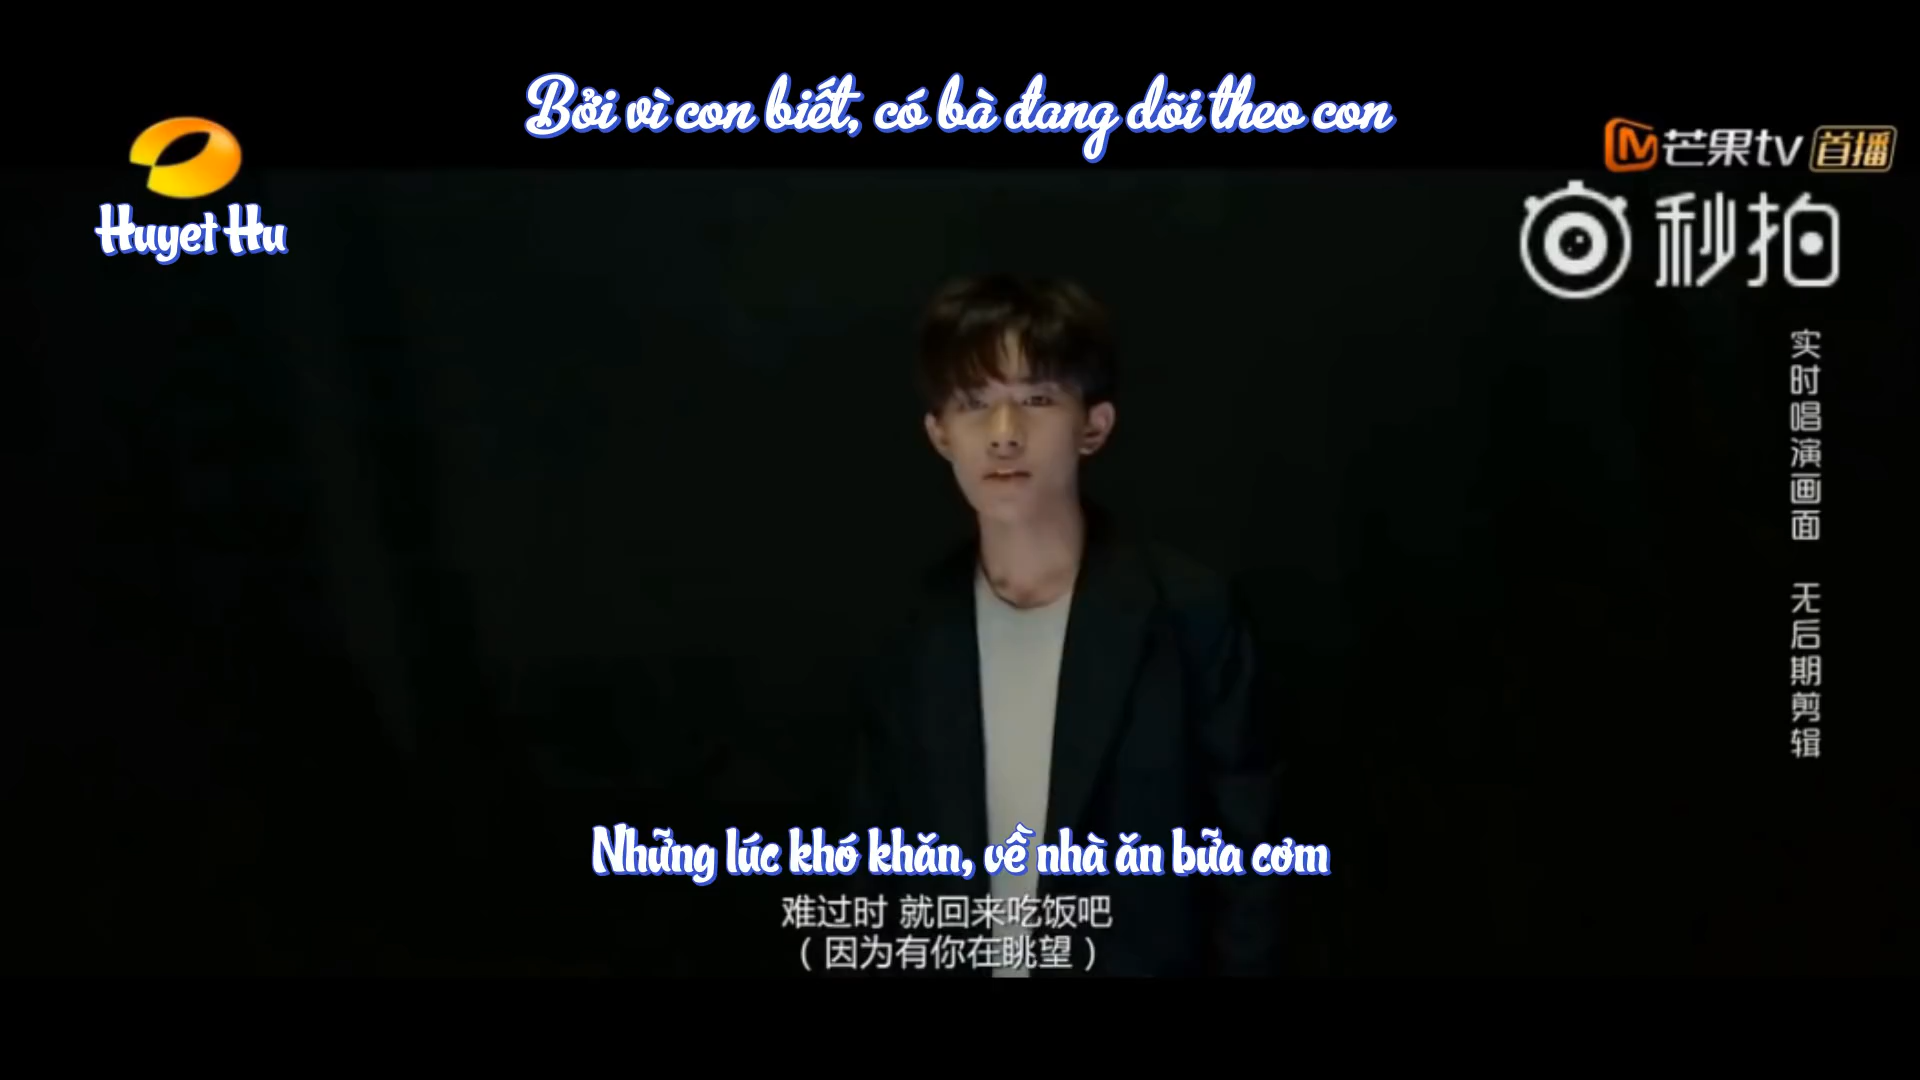 Bởi vì con biết, có bà đang dõi theo con
芒果tv 首播
Huyet Hu
秒拍
实时唱演画面 无后期剪辑
Những lúc khó khăn, về nhà ăn bữa cơm
难过时 就回来吃饭吧
（因为有你在眺望）